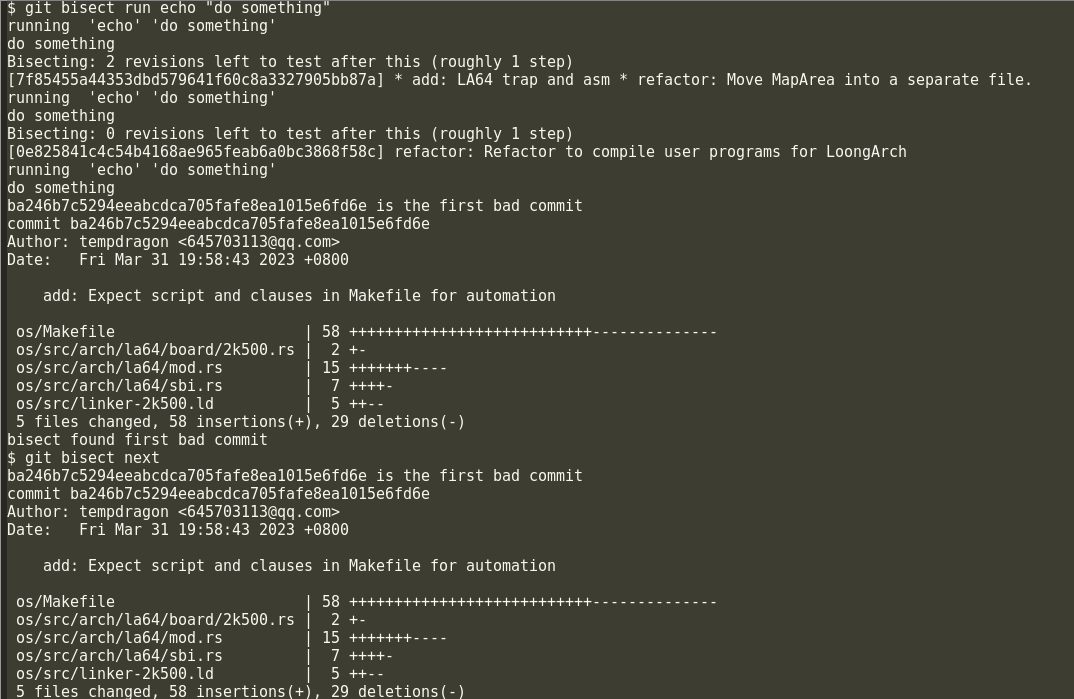 $ git bisect run echo "do something"
running  'echo' 'do something'
do something
Bisecting: 2 revisions left to test after this (roughly 1 step)
[7f85455a44353dbd579641f60c8a3327905bb87a] * add: LA64 trap and asm * refactor: Move MapArea into a separate file.
running  'echo' 'do something'
do something
Bisecting: 0 revisions left to test after this (roughly 1 step)
[0e825841c4c54b4168ae965feab6a0bc3868f58c] refactor: Refactor to compile user programs for LoongArch
running  'echo' 'do something'
do something
ba246b7c5294eeabcdca705fafe8ea1015e6fd6e is the first bad commit
commit ba246b7c5294eeabcdca705fafe8ea1015e6fd6e
Author: tempdragon <645703113@qq.com>
Date:   Fri Mar 31 19:58:43 2023 +0800
    add: Expect script and clauses in Makefile for automation
 os/Makefile                     | 58 +++++++++++++++++++++++++++--------------
 os/src/arch/la64/board/2k500.rs |  2 +-
 os/src/arch/la64/mod.rs         | 15 +++++++----
 os/src/arch/la64/sbi.rs         |  7 ++++-
 os/src/linker-2k500.ld          |  5 ++--
 5 files changed, 58 insertions(+), 29 deletions(-)
bisect found first bad commit
$ git bisect next
ba246b7c5294eeabcdca705fafe8ea1015e6fd6e is the first bad commit
commit ba246b7c5294eeabcdca705fafe8ea1015e6fd6e
Author: tempdragon <645703113@qq.com>
Date:   Fri Mar 31 19:58:43 2023 +0800
    add: Expect script and clauses in Makefile for automation
 os/Makefile                     | 58 +++++++++++++++++++++++++++--------------
 os/src/arch/la64/board/2k500.rs |  2 +-
 os/src/arch/la64/mod.rs         | 15 +++++++----
 os/src/arch/la64/sbi.rs         |  7 ++++-
 os/src/linker-2k500.ld          |  5 ++--
 5 files changed, 58 insertions(+), 29 deletions(-)